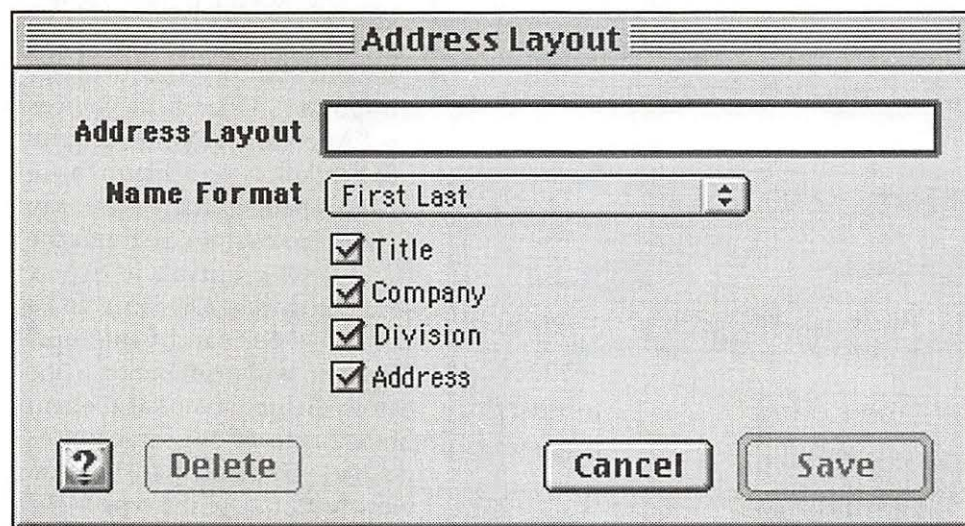 Address Layout
Address Layout
Name Format First Last
Title
Company
Division
Address
? Delete Cancel Save